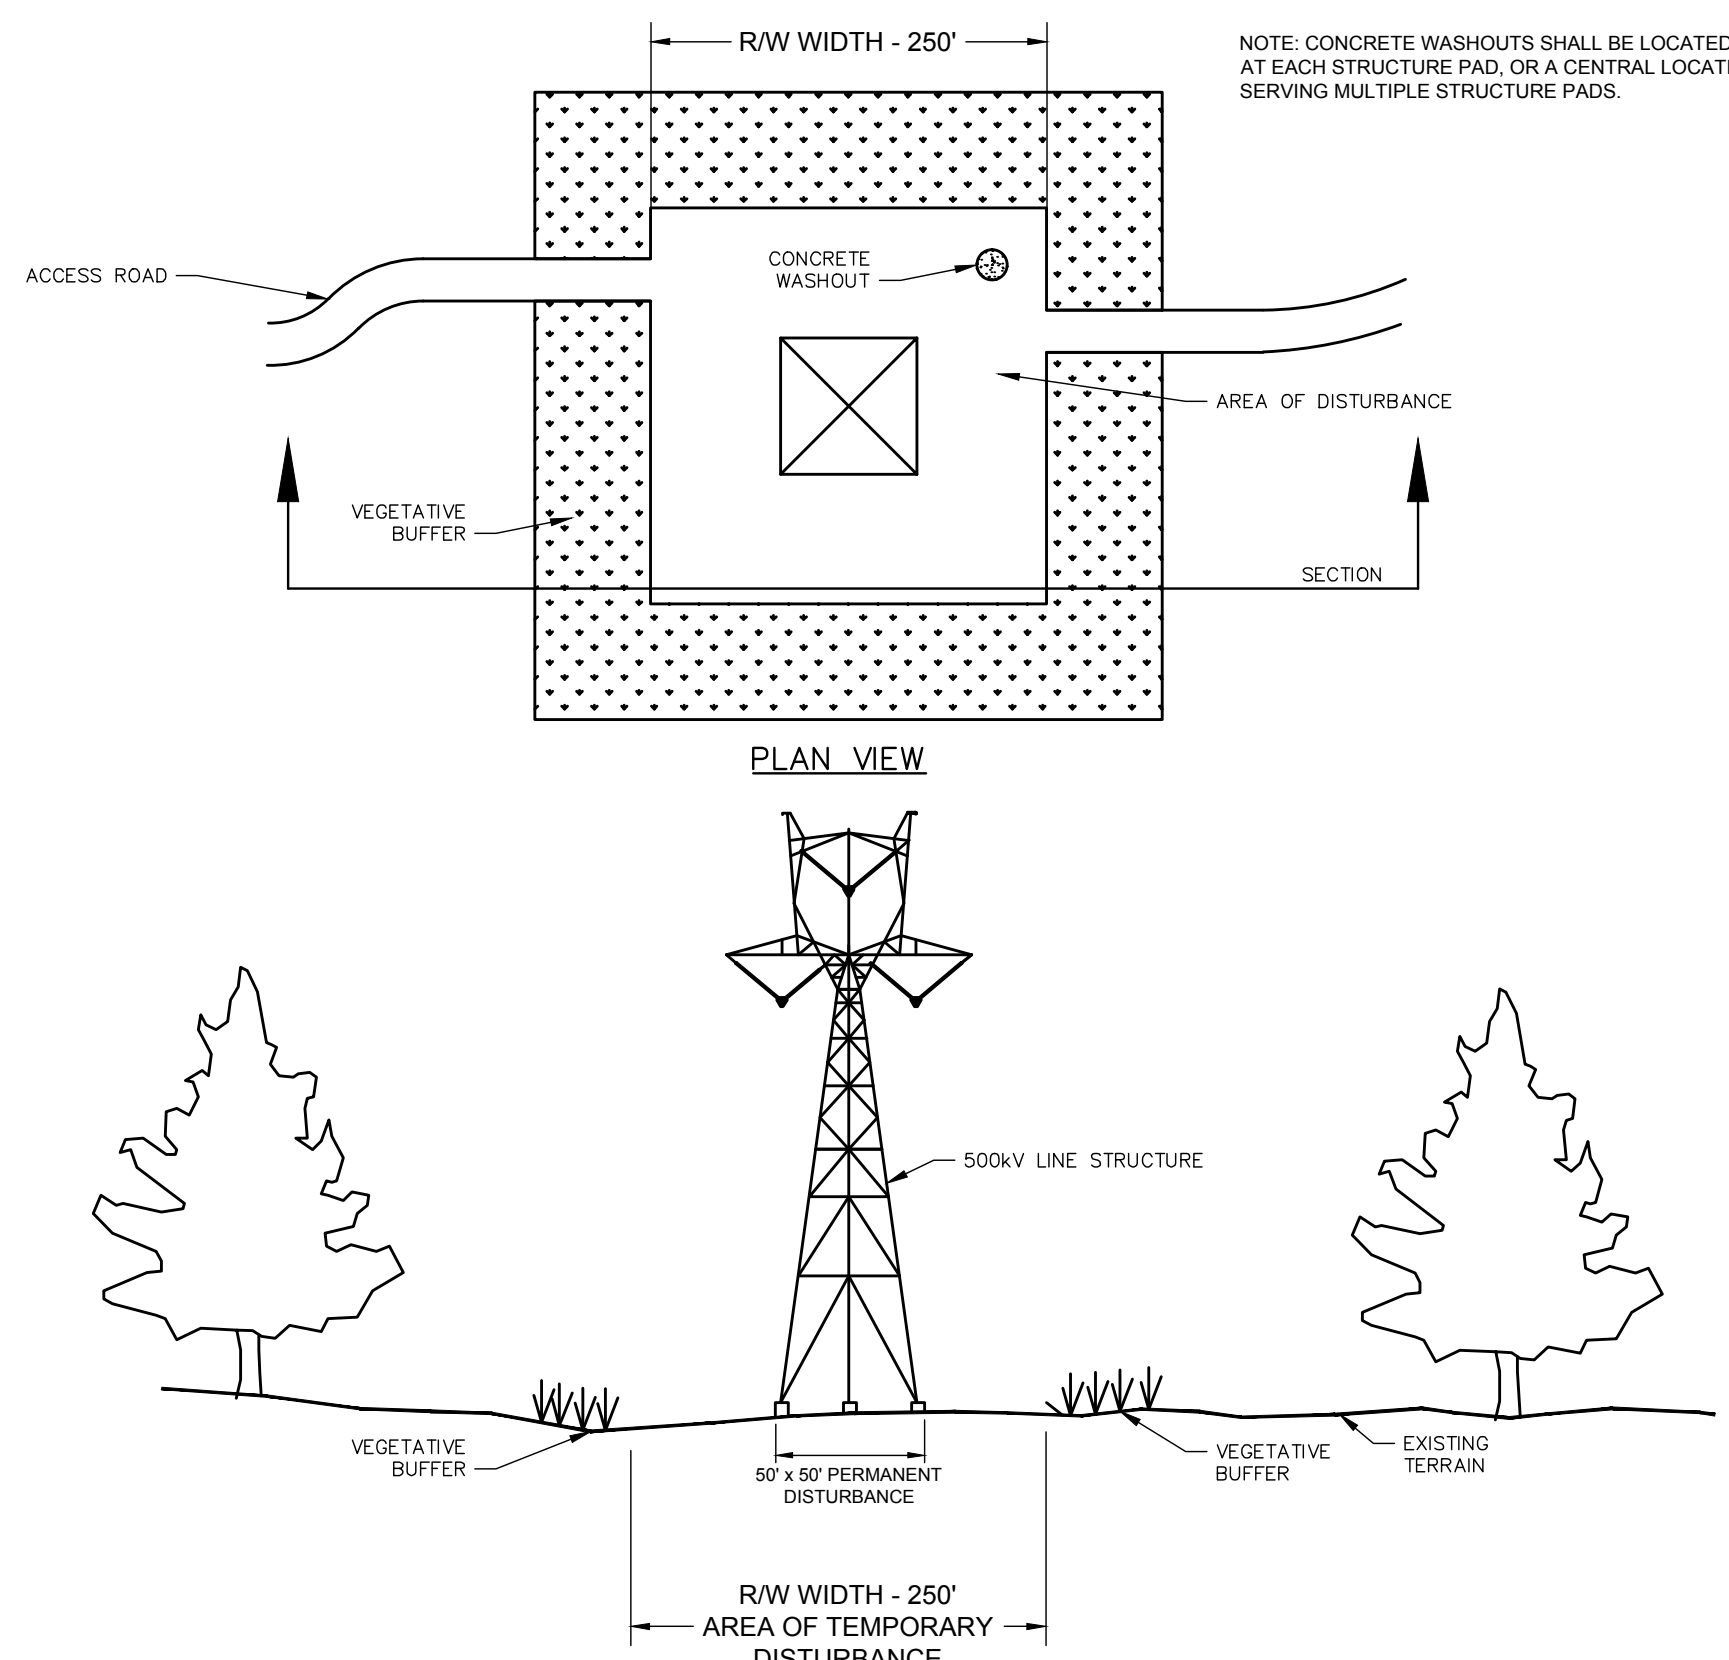 R/W WIDTH - 250'
NOTE: CONCRETE WASHOUTS SHALL BE LOCATED
AT EACH STRUCTURE PAD, OR A CENTRAL
SERVING MULTIPLE STRUCTURE PADS.
ACCESS ROAD
CONCRETE
WASHOUT
AREA OF DISTURBANCE
VEGETATIVE
BUFFER
SECTION
PLAN VIEW
500kV LINE STRUCTURE
VEGETATIVE
BUFFER
50' x 50' PERMANENT
DISTURBANCE
VEGETATIVE
BUFFER
EXISTING
TERRAIN
R/W WIDTH - 250'
AREA OF TEMPORARY
DISTURBANCE